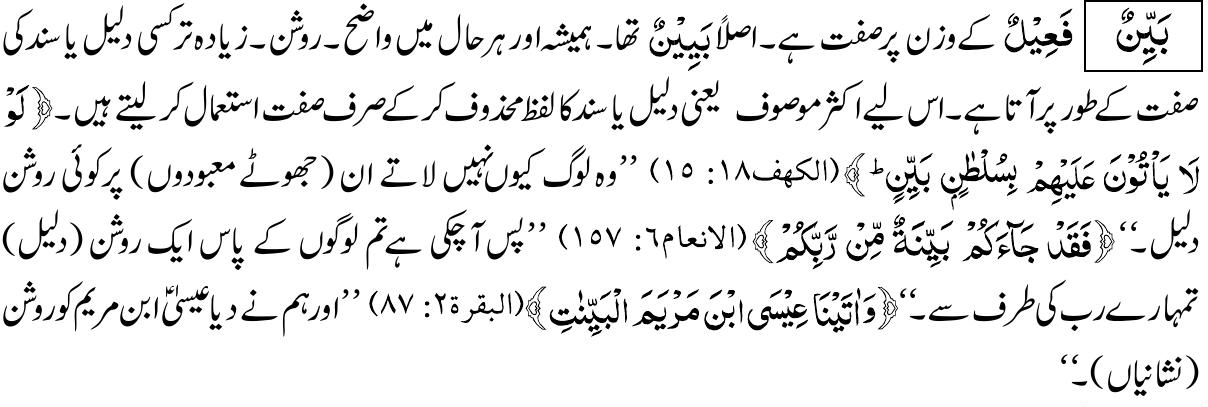 بَيِّنٌ فَعِيْلٌ کے وزن پر صفت ہے۔ اصلاً بَيِيْنٌ تھا۔ ہمیشہ اور ہر حال میں واضح۔ روشن۔ زیادہ تر کسی دلیل یا سند کی
صفت کے طور پر آتا ہے۔ اس لیے اکثر موصوف یعنی دلیل یا سند کا لفظ محذوف کر کے صرف صفت استعمال کر لیتے ہیں۔ ﴿لَوْ
لَا يَاْتُوْنَ عَلَيْهِمْ بِسُلْطٰنٍۭ بَيِّنٍ ؕ﴾ (الکهف۱۸: ۱۵) ’’وہ لوگ کیوں نہیں لاتے ان (جھوٹے معبودوں) پر کوئی روشن
دلیل۔‘‘ ﴿فَقَدْ جَآءَكُمْ بَيِّنَةٌ مِّنْ رَّبِّكُمْ﴾ (الانعام۶: ۱۵۷) ’’پس آ چکی ہے تم لوگوں کے پاس ایک روشن (دلیل)
تمہارے رب کی طرف سے۔‘‘ ﴿وَاٰتَيْنَا عِيْسَى ابْنَ مَرْيَمَ الْبَيِّنٰتِ﴾ (البقرة۲: ۸۷) ’’اور ہم نے دیا عیسیٰؑ ابن مریم کو روشن
(نشانیاں)۔‘‘